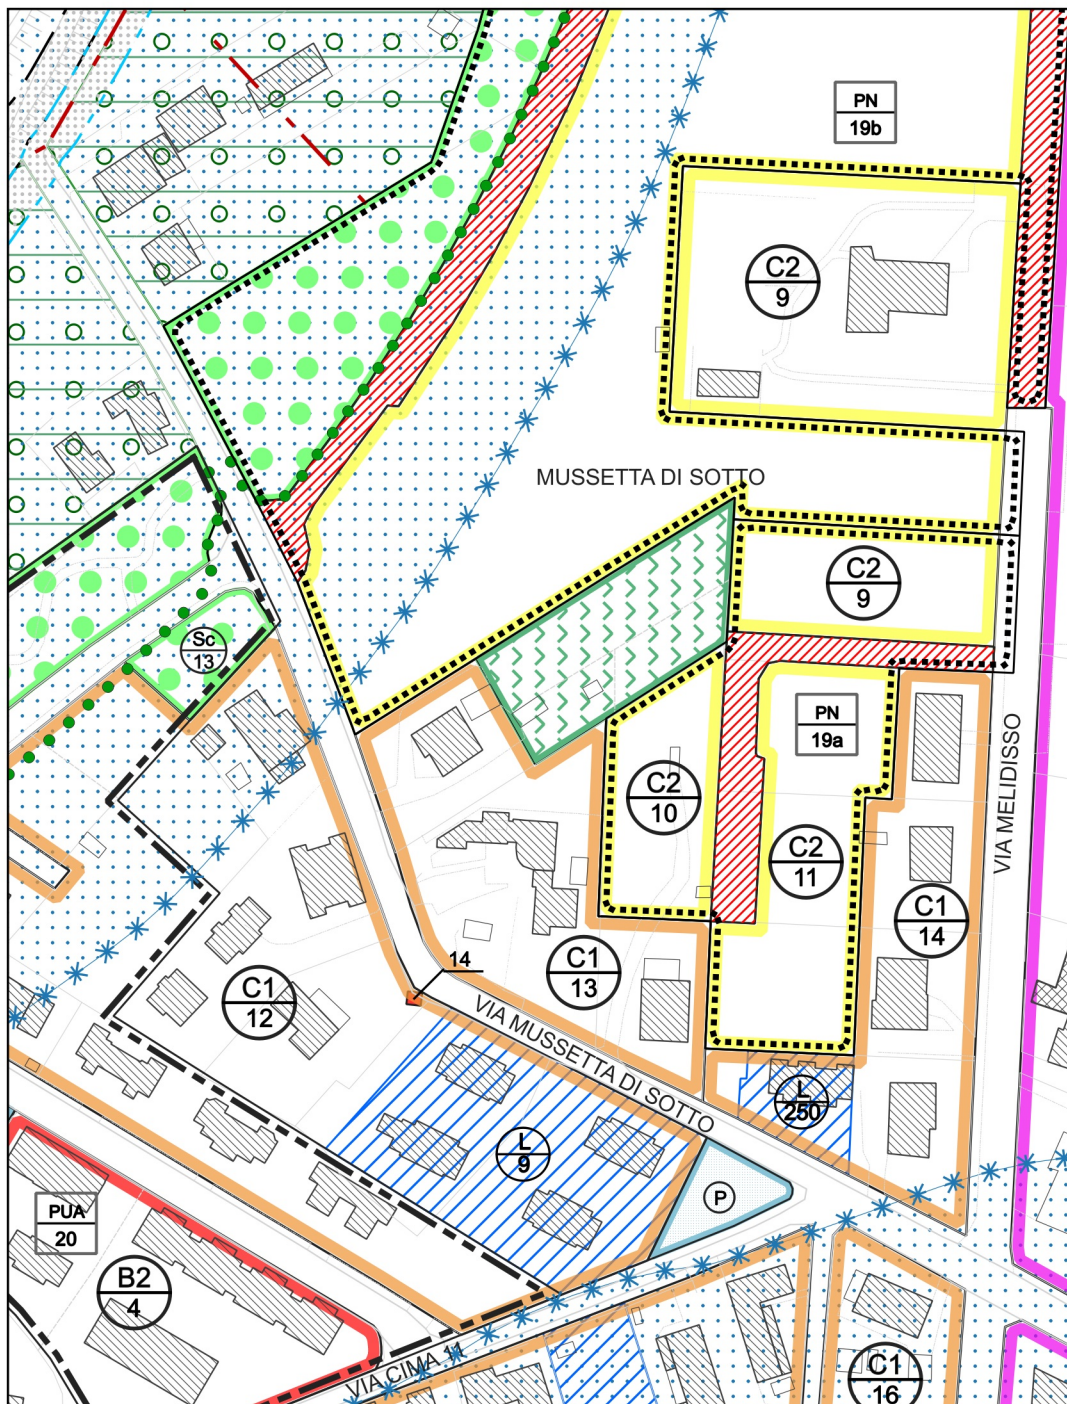 PN
19b
C2
9
MUSSETTA DI SOTTO
C2
9
Sc
13
PN
19a
C2
10
VIA MELIDISSO
C2
11
C1
14
14
C1
13
C1
12
VIA MUSSETTA DI SOTTO
L
250
L
9
P
PUA
20
B2
4
VIA CIMA 11
C1
16